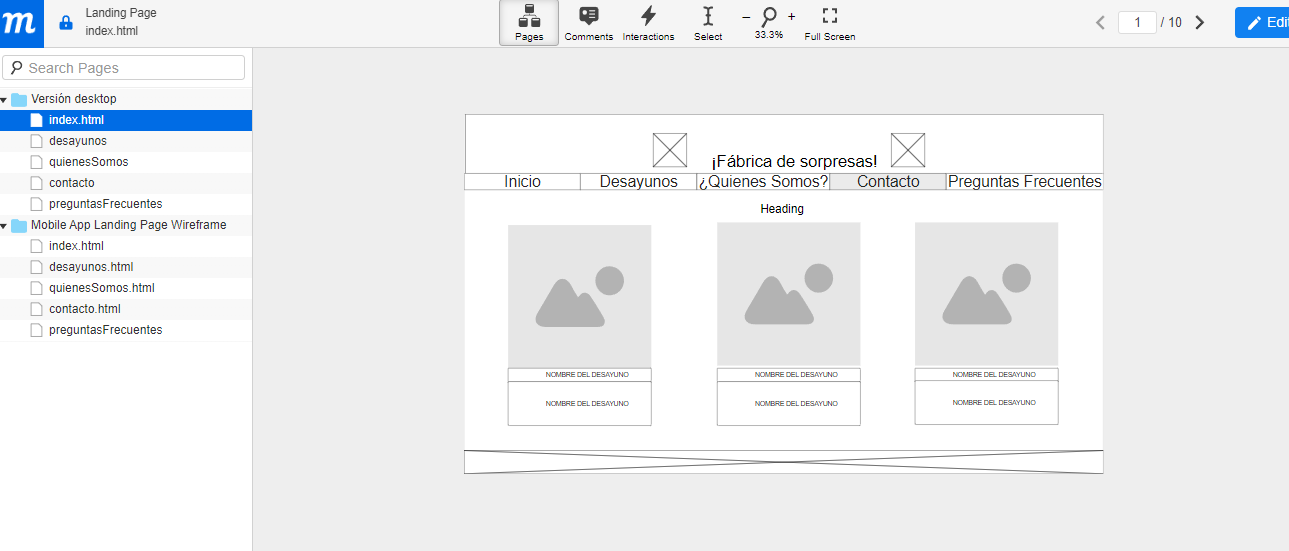 m
Landing Page
index.html
Pages
Comments
Interactions
Select
– +
33.3%
Full Screen
1 / 10
Edi
Search Pages
Versión desktop
index.html
desayunos
quienesSomos
contacto
preguntasFrecuentes
Mobile App Landing Page Wireframe
index.html
desayunos.html
quienesSomos.html
contacto.html
preguntasFrecuentes
¡Fábrica de sorpresas!
Inicio Desayunos ¿Quienes Somos? Contacto Preguntas Frecuentes
Heading
NOMBRE DEL DESAYUNO NOMBRE DEL DESAYUNO NOMBRE DEL DESAYUNO
NOMBRE DEL DESAYUNO NOMBRE DEL DESAYUNO NOMBRE DEL DESAYUNO